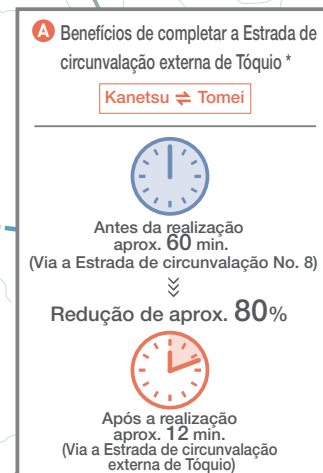 A Benefícios de completar a Estrada de
circunvalação externa de Tóquio *
Kanetsu ⇌ Tomei
Antes da realização
aprox. 60 min.
(Via a Estrada de circunvalação No. 8)
Redução de aprox. 80%
Após a realização
aprox. 12 min.
(Via a Estrada de circunvalação
externa de Tóquio)